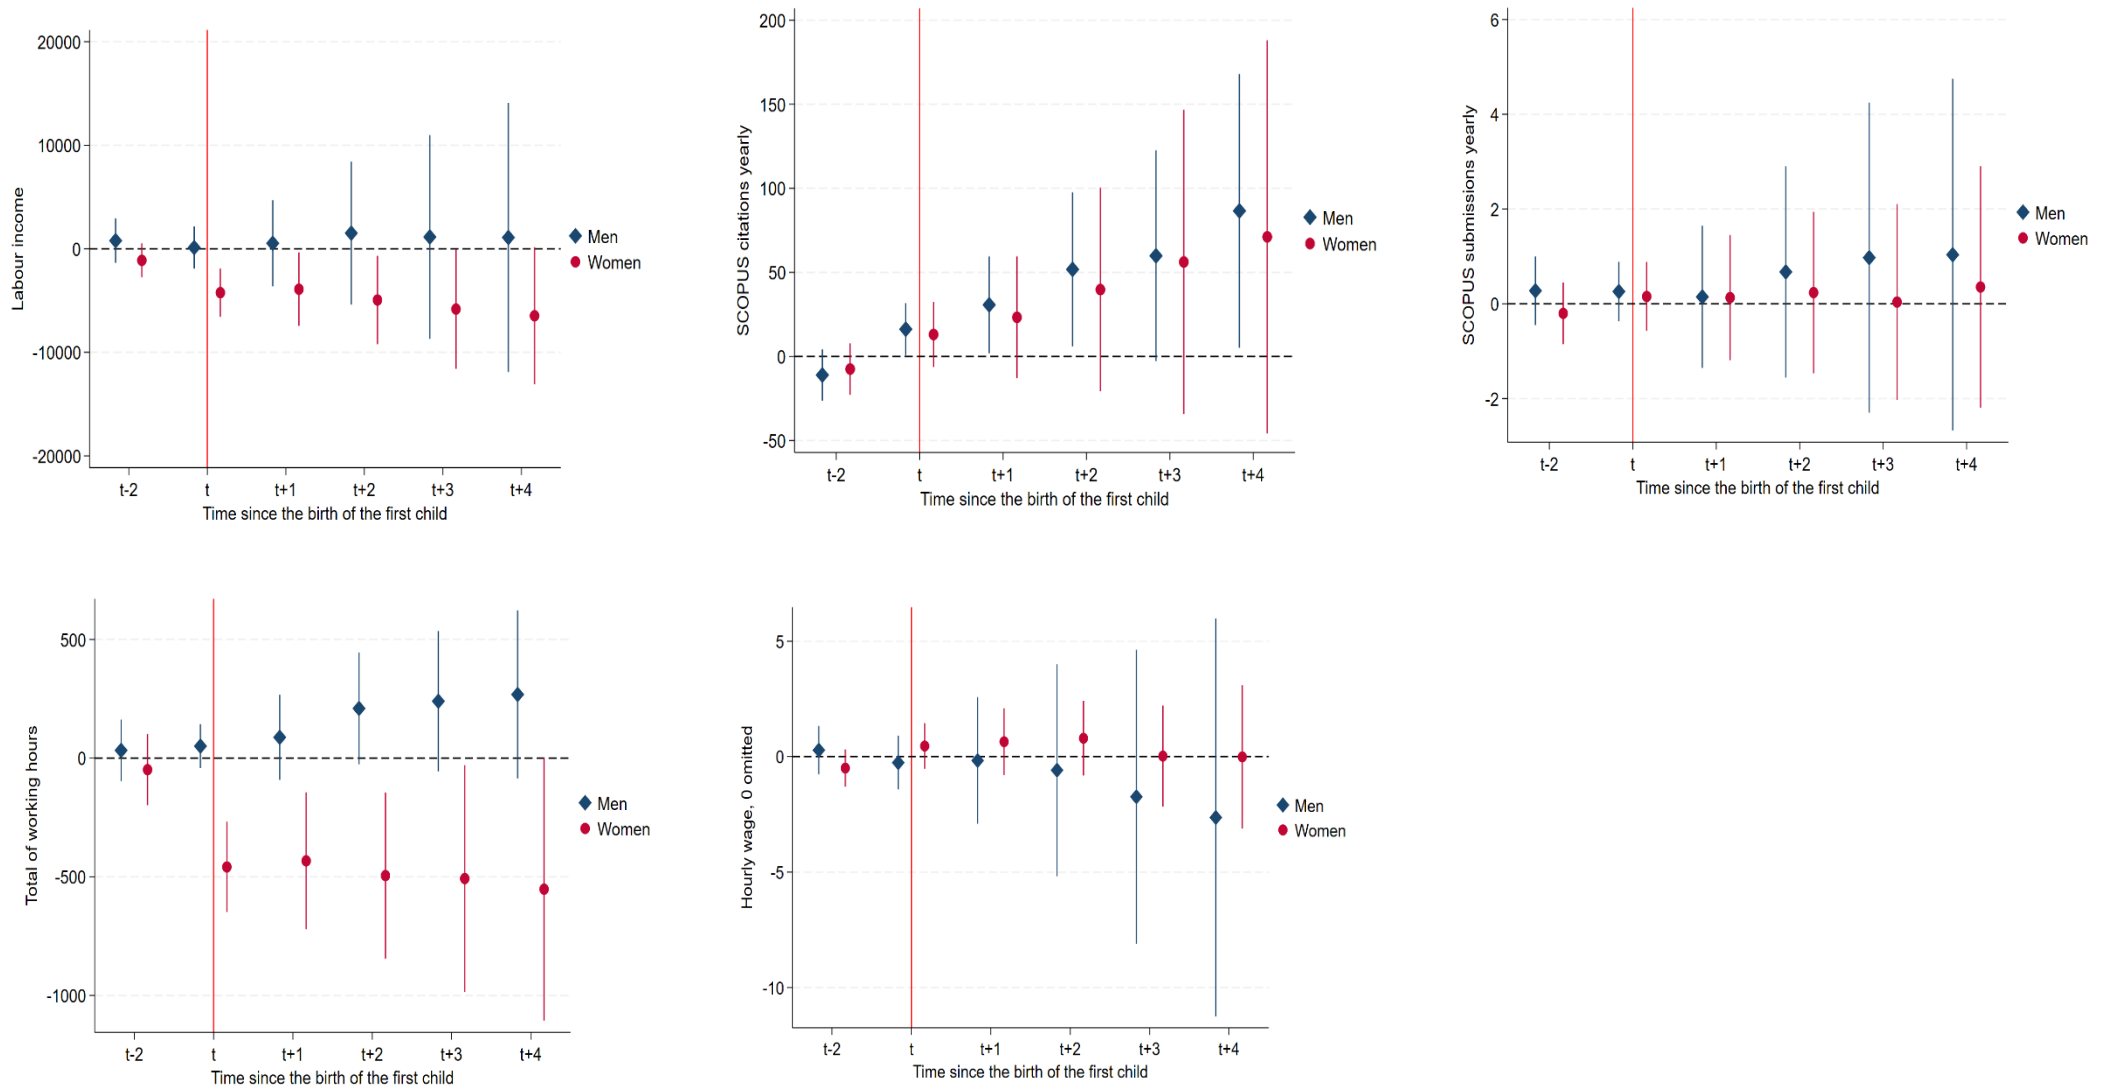 Labour income
20000
10000
0
-10000
-20000
t-2 t t+1 t+2 t+3 t+4
Time since the birth of the first child
Men
Women
SCOPUS citations yearly
200
150
100
50
0
-50
t-2 t t+1 t+2 t+3 t+4
Time since the birth of the first child
Men
Women
SCOPUS submissions yearly
6
4
2
0
-2
t-2 t t+1 t+2 t+3 t+4
Time since the birth of the first child
Men
Women
Total of working hours
500
0
-500
-1000
t-2 t t+1 t+2 t+3 t+4
Time since the birth of the first child
Men
Women
Hourly wage, 0 omitted
5
0
-5
-10
t-2 t t+1 t+2 t+3 t+4
Time since the birth of the first child
Men
Women